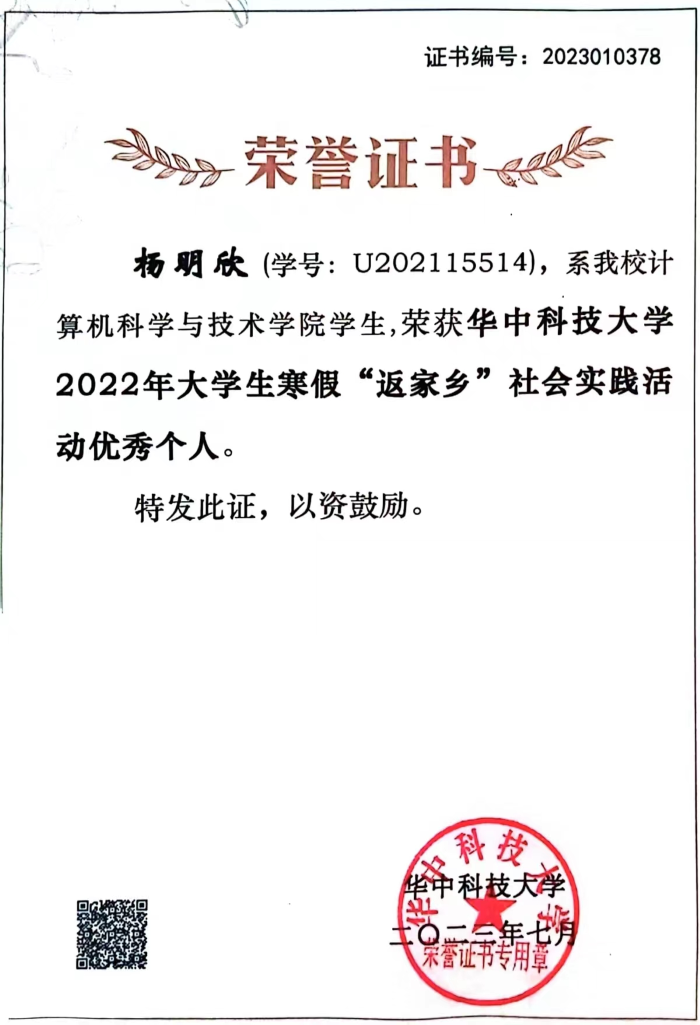 证书编号：2023010378
荣誉证书
杨明欣 (学号：U202115514)，系我校计
算机科学与技术学院学生,荣获华中科技大学
2022年大学生寒假“返家乡”社会实践活
动优秀个人。
特发此证，以资鼓励。
华中科技大学
华中科技大学
二〇二三年七月
荣誉证书专用章